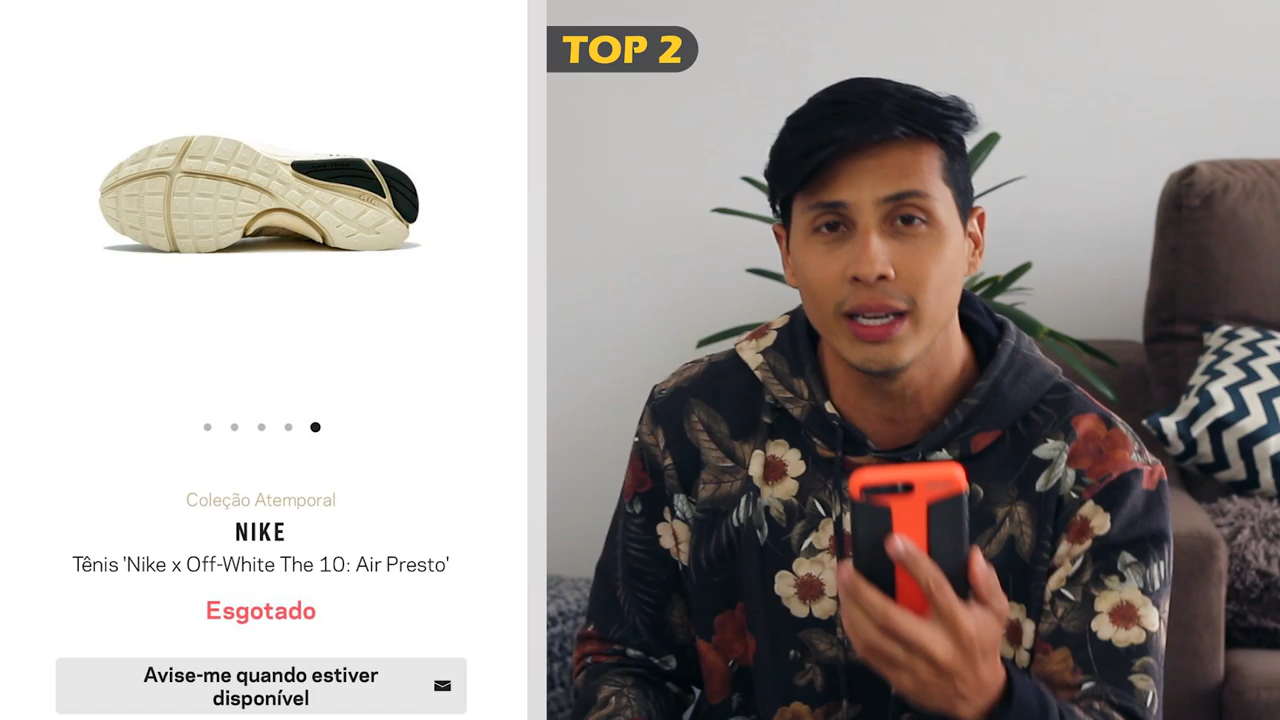 TOP 2
Coleção Atemporal
NIKE
Tênis 'Nike x Off-White The 10: Air Presto'
Esgotado
Avise-me quando estiver
disponível